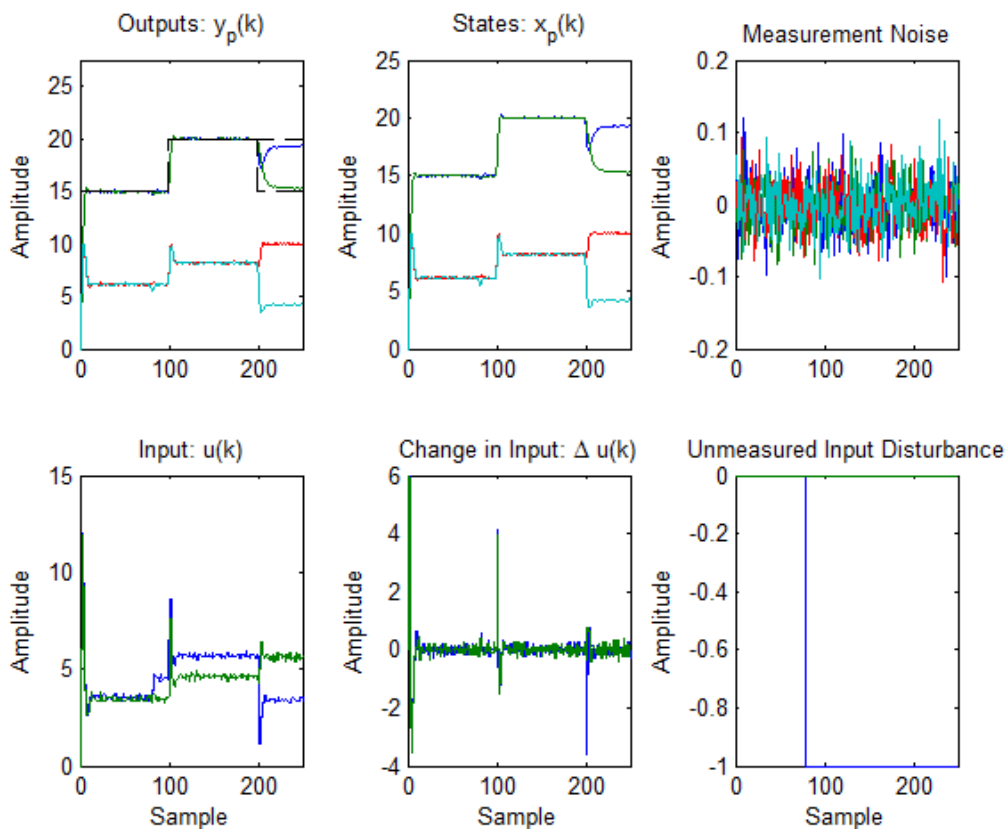 Outputs: y_p(k)
Amplitude
25
20
15
10
5
0
0 100 200
States: x_p(k)
Amplitude
25
20
15
10
5
0
0 100 200
Measurement Noise
Amplitude
0.2
0.1
0
-0.1
-0.2
0 100 200
Input: u(k)
Amplitude
15
10
5
0
0 100 200
Sample
Change in Input: Δ u(k)
Amplitude
6
4
2
0
-2
-4
0 100 200
Sample
Unmeasured Input Disturbance
Amplitude
0
-0.2
-0.4
-0.6
-0.8
-1
0 100 200
Sample